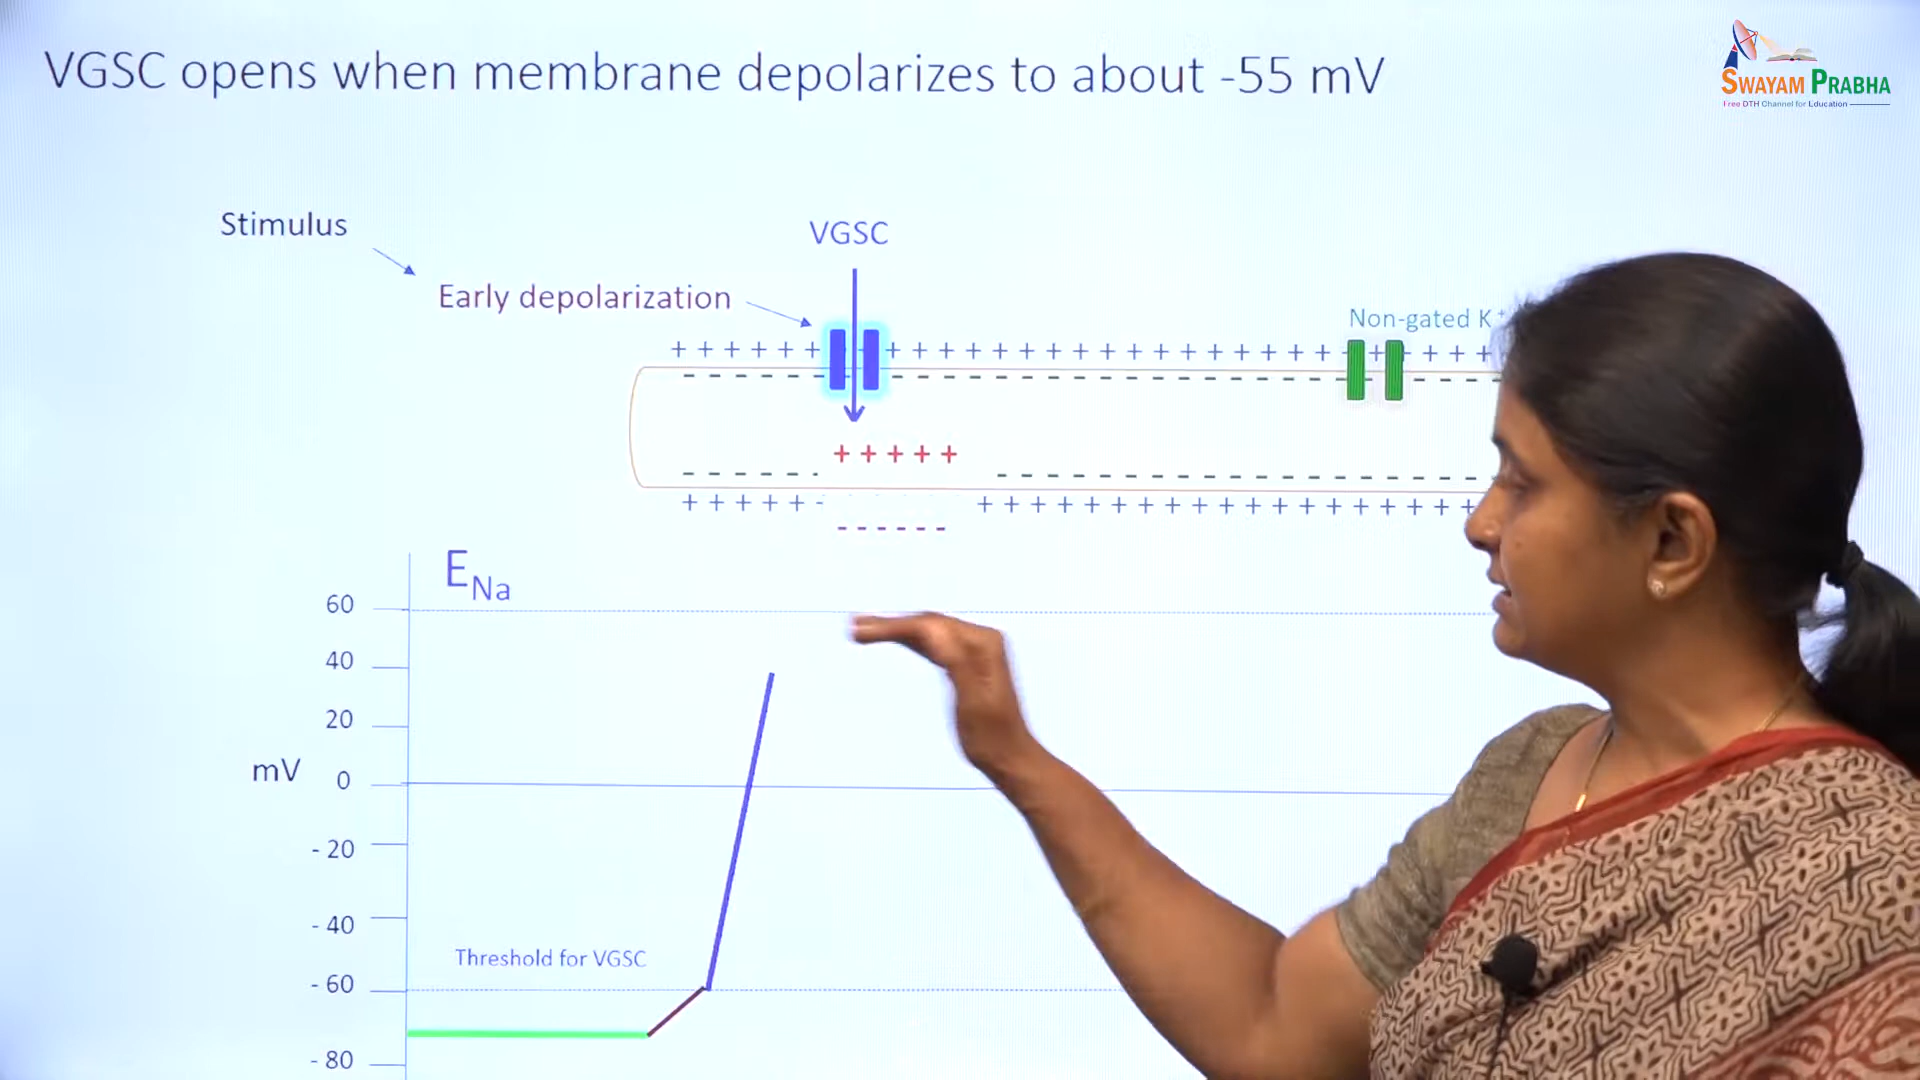 VGSC opens when membrane depolarizes to about -55 mV
SWAYAM PRABHA
Free DTH Channel for Education
Stimulus
VGSC
Early depolarization
Non-gated K+
+ + + + + + + + + + + + + + + + + + + + + + + + + + +
E Na
60
40
20
mV 0
- 20
- 40
Threshold for VGSC
- 60
- 80